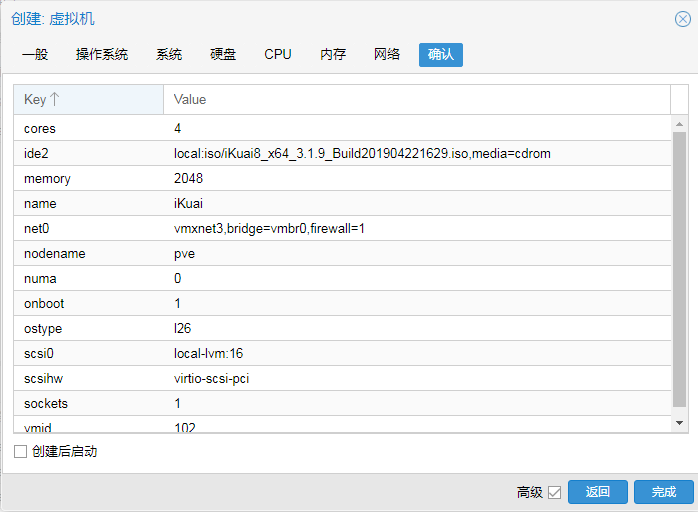 创建: 虚拟机
一般 操作系统 系统 硬盘 CPU 内存 网络 确认
Key Value
cores 4
ide2 local:iso/iKuai8_x64_3.1.9_Build201904221629.iso,media=cdrom
memory 2048
name iKuai
net0 vmxnet3,bridge=vmbr0,firewall=1
nodename pve
numa 0
onboot 1
ostype l26
scsi0 local-lvm:16
scsihw virtio-scsi-pci
sockets 1
vmid 102
创建后启动
高级 返回 完成